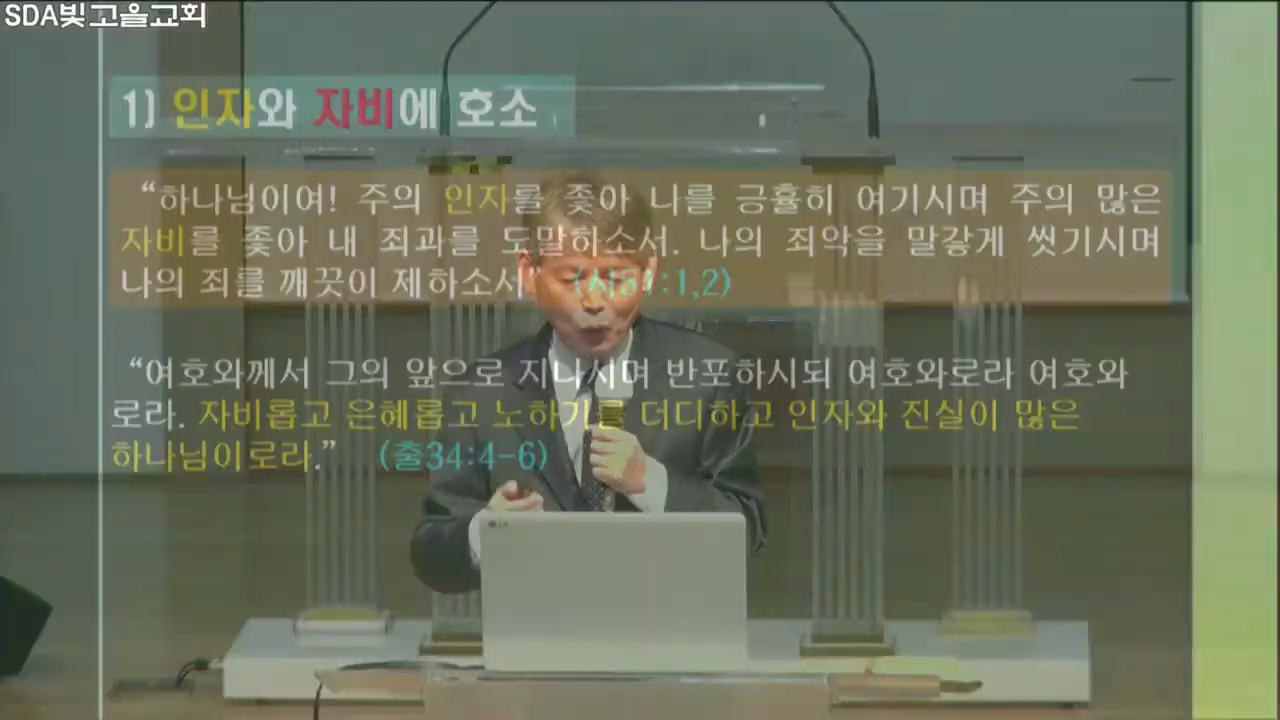 SDA빛고을교회
1) 인자와 자비에 호소
“하나님이여! 주의 인자를 좇아 나를 긍휼히 여기시며 주의 많은
자비를 좇아 내 죄과를 도말하소서. 나의 죄악을 말갛게 씻기시며
나의 죄를 깨끗이 제하소서” (시51:1,2)
“여호와께서 그의 앞으로 지나시며 반포하시되 여호와로라 여호와
로라. 자비롭고 은혜롭고 노하기를 더디하고 인자와 진실이 많은
하나님이로라.” (출34:4-6)
LG